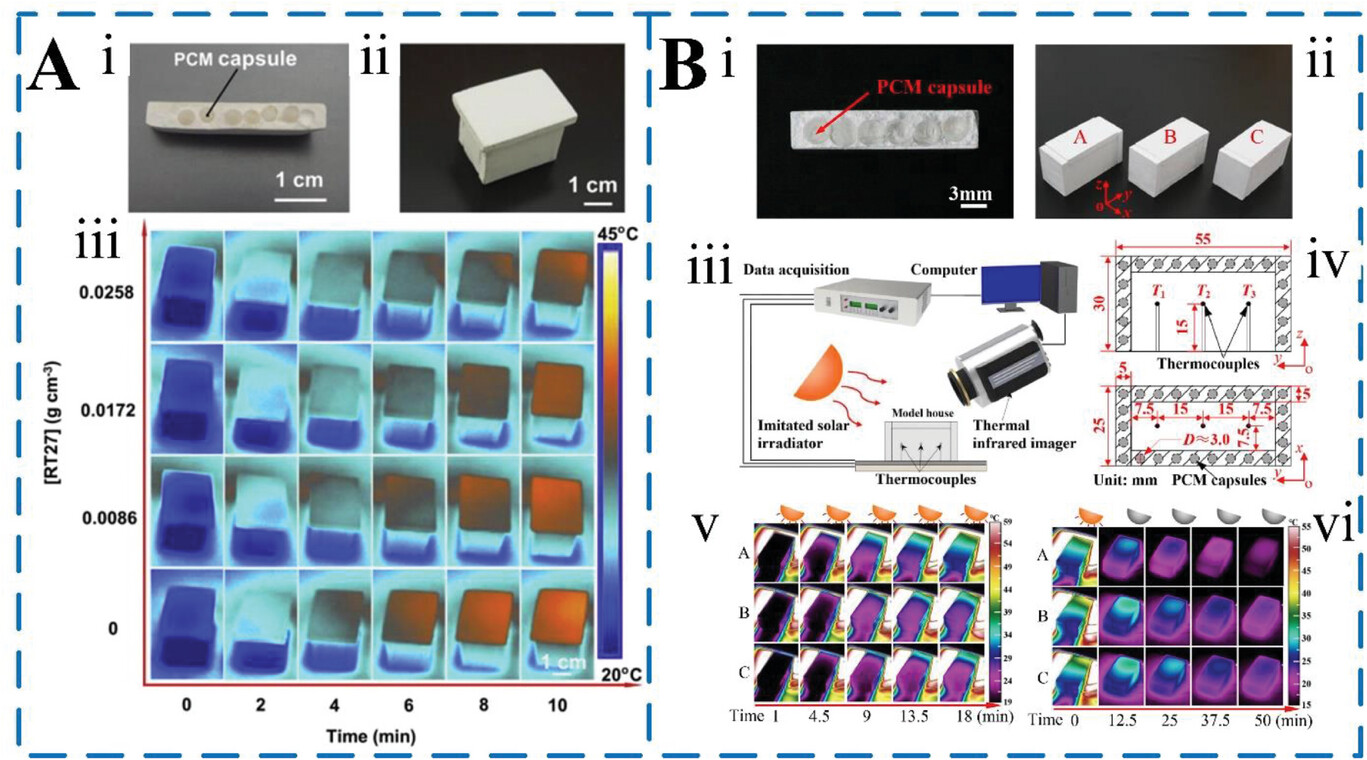 A
i
PCM capsule
1 cm
ii
1 cm
iii
[RT27] (g cm-3)
0.0258
0.0172
0.0086
0
45°C
20°C
1 cm
0 2 4 6 8 10
Time (min)
B
i
PCM capsule
3mm
ii
A B C
z
y
o
x
iii
Data acquisition
Computer
Imitated solar
irradiator
Model house
Thermal
infrared imager
Thermocouples
iv
55
30
T1 T2 T3
15
Thermocouples
z
y
o
5
5
25
7.5 15 15 7.5
7.5
D≈3.0
x
y
o
Unit: mm PCM capsules
v
A
B
C
°C
59
54
49
44
39
34
29
24
19
Time 1 4.5 9 13.5 18 (min)
vi
A
B
C
°C
55
50
45
40
35
30
25
20
15
Time 0 12.5 25 37.5 50 (min)